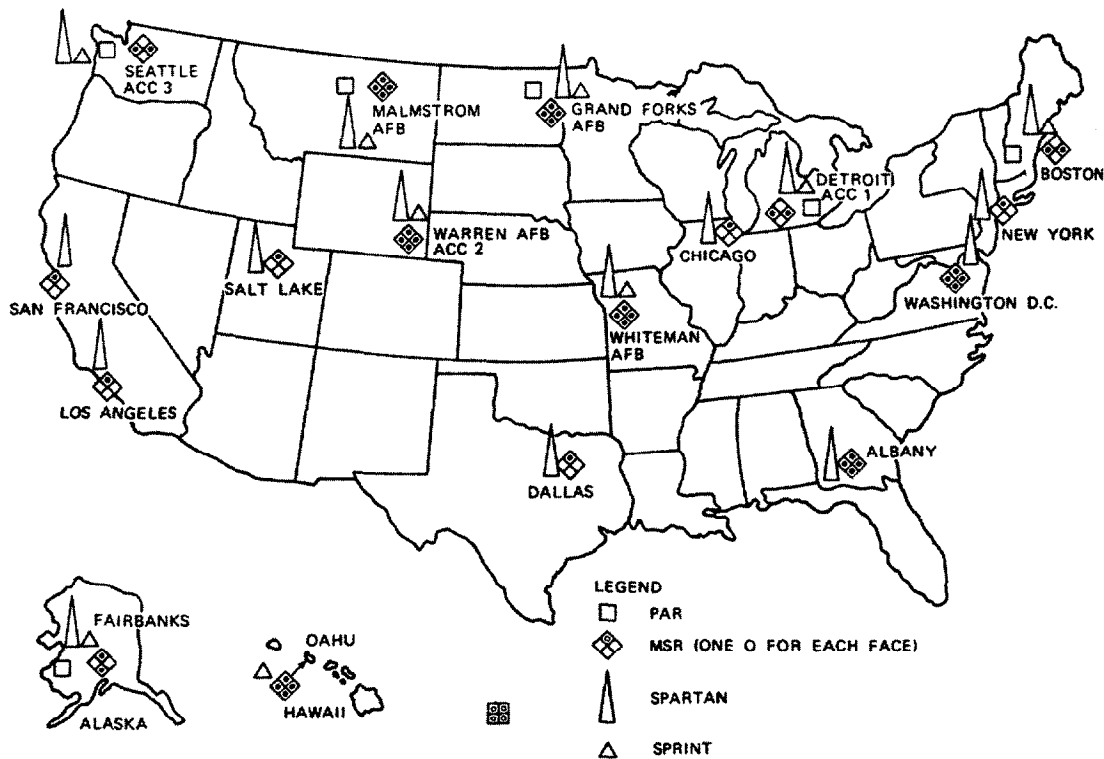 SEATTLE
ACC 3
MALMSTROM
AFB
GRAND FORKS
AFB
BOSTON
DETROIT
ACC 1
NEW YORK
WARREN AFB
ACC 2
CHICAGO
SALT LAKE
SAN FRANCISCO
WASHINGTON D.C.
WHITEMAN
AFB
LOS ANGELES
ALBANY
DALLAS
FAIRBANKS
ALASKA
OAHU
HAWAII
LEGEND
PAR
MSR (ONE O FOR EACH FACE)
SPARTAN
SPRINT